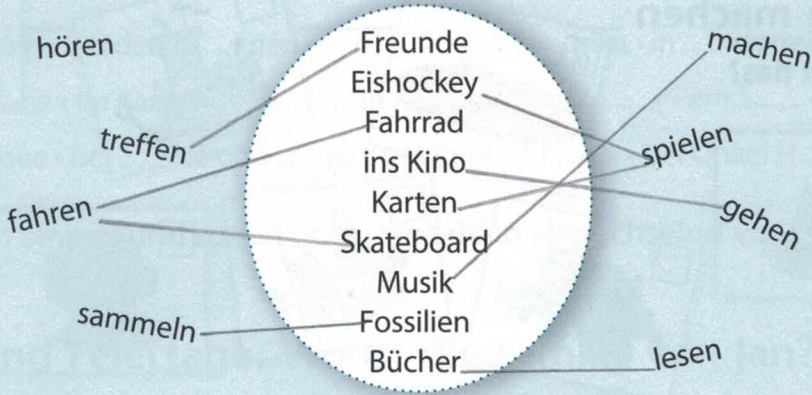 hören
treffen
fahren
sammeln
Freunde
Eishockey
Fahrrad
ins Kino
Karten
Skateboard
Musik
Fossilien
Bücher
machen
spielen
gehen
lesen